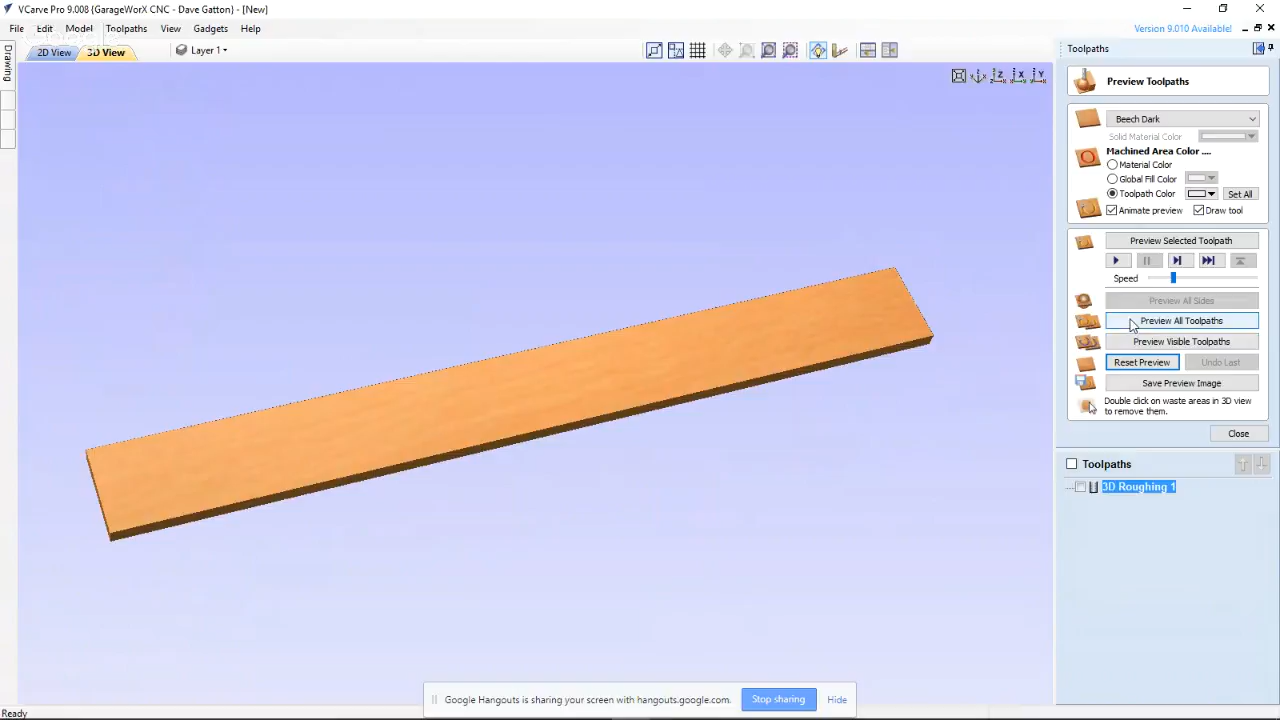 VCarve Pro 9.008 {GarageWorX CNC - Dave Gatton} - [New]
File Edit Model Toolpaths View Gadgets Help
Version 9.010 Available!
2D View 3D View Layer 1
Drawing
Z X Y
Toolpaths
Preview Toolpaths
Beech Dark
Solid Material Color
Machined Area Color ....
Material Color
Global Fill Color
Toolpath Color Set All
Animate preview Draw tool
Preview Selected Toolpath
Speed
Preview All Sides
Preview All Toolpaths
Preview Visible Toolpaths
Reset Preview Undo Last
Save Preview Image
Double click on waste areas in 3D view
to remove them.
Close
Toolpaths
3D Roughing 1
Google Hangouts is sharing your screen with hangouts.google.com. Stop sharing Hide
Ready